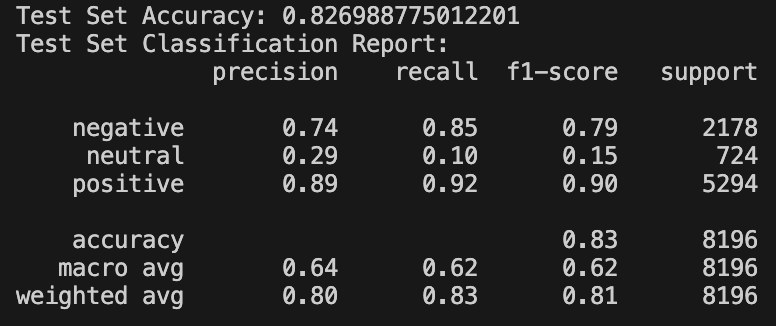 Test Set Accuracy: 0.826988775012201
Test Set Classification Report:
precision recall f1-score support
negative 0.74 0.85 0.79 2178
neutral 0.29 0.10 0.15 724
positive 0.89 0.92 0.90 5294
accuracy 0.83 8196
macro avg 0.64 0.62 0.62 8196
weighted avg 0.80 0.83 0.81 8196